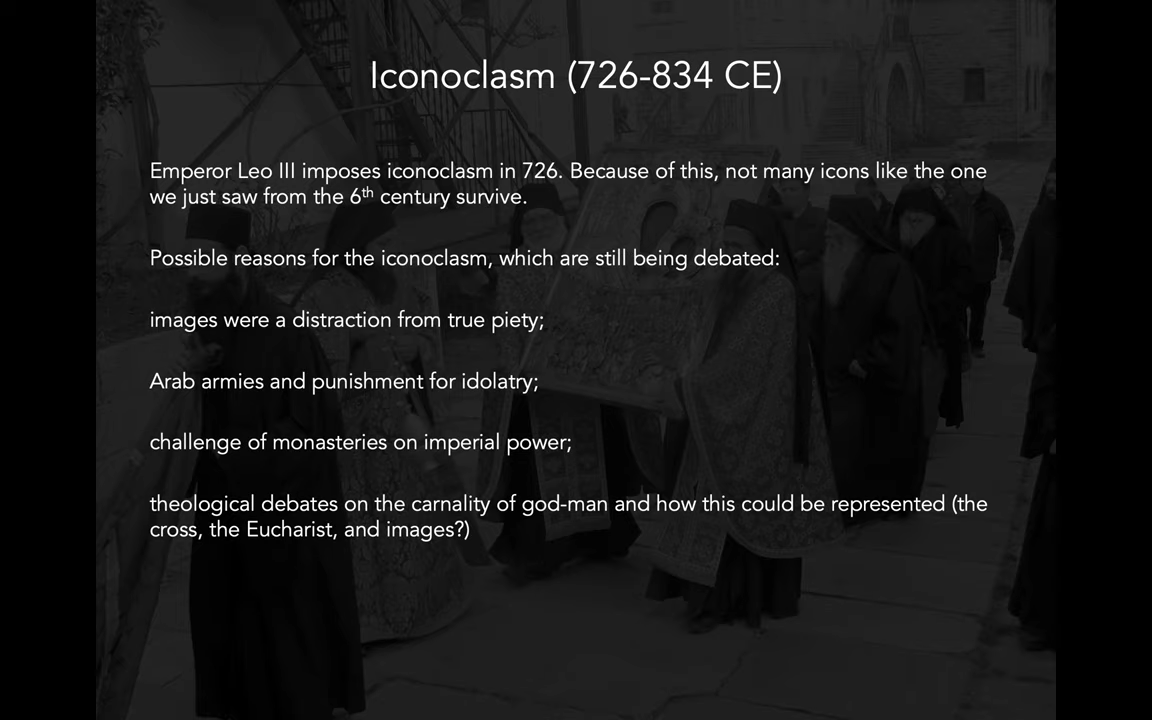 Iconoclasm (726-834 CE)
Emperor Leo III imposes iconoclasm in 726. Because of this, not many icons like the one
we just saw from the 6th century survive.
Possible reasons for the iconoclasm, which are still being debated:
images were a distraction from true piety;
Arab armies and punishment for idolatry;
challenge of monasteries on imperial power;
theological debates on the carnality of god-man and how this could be represented (the
cross, the Eucharist, and images?)